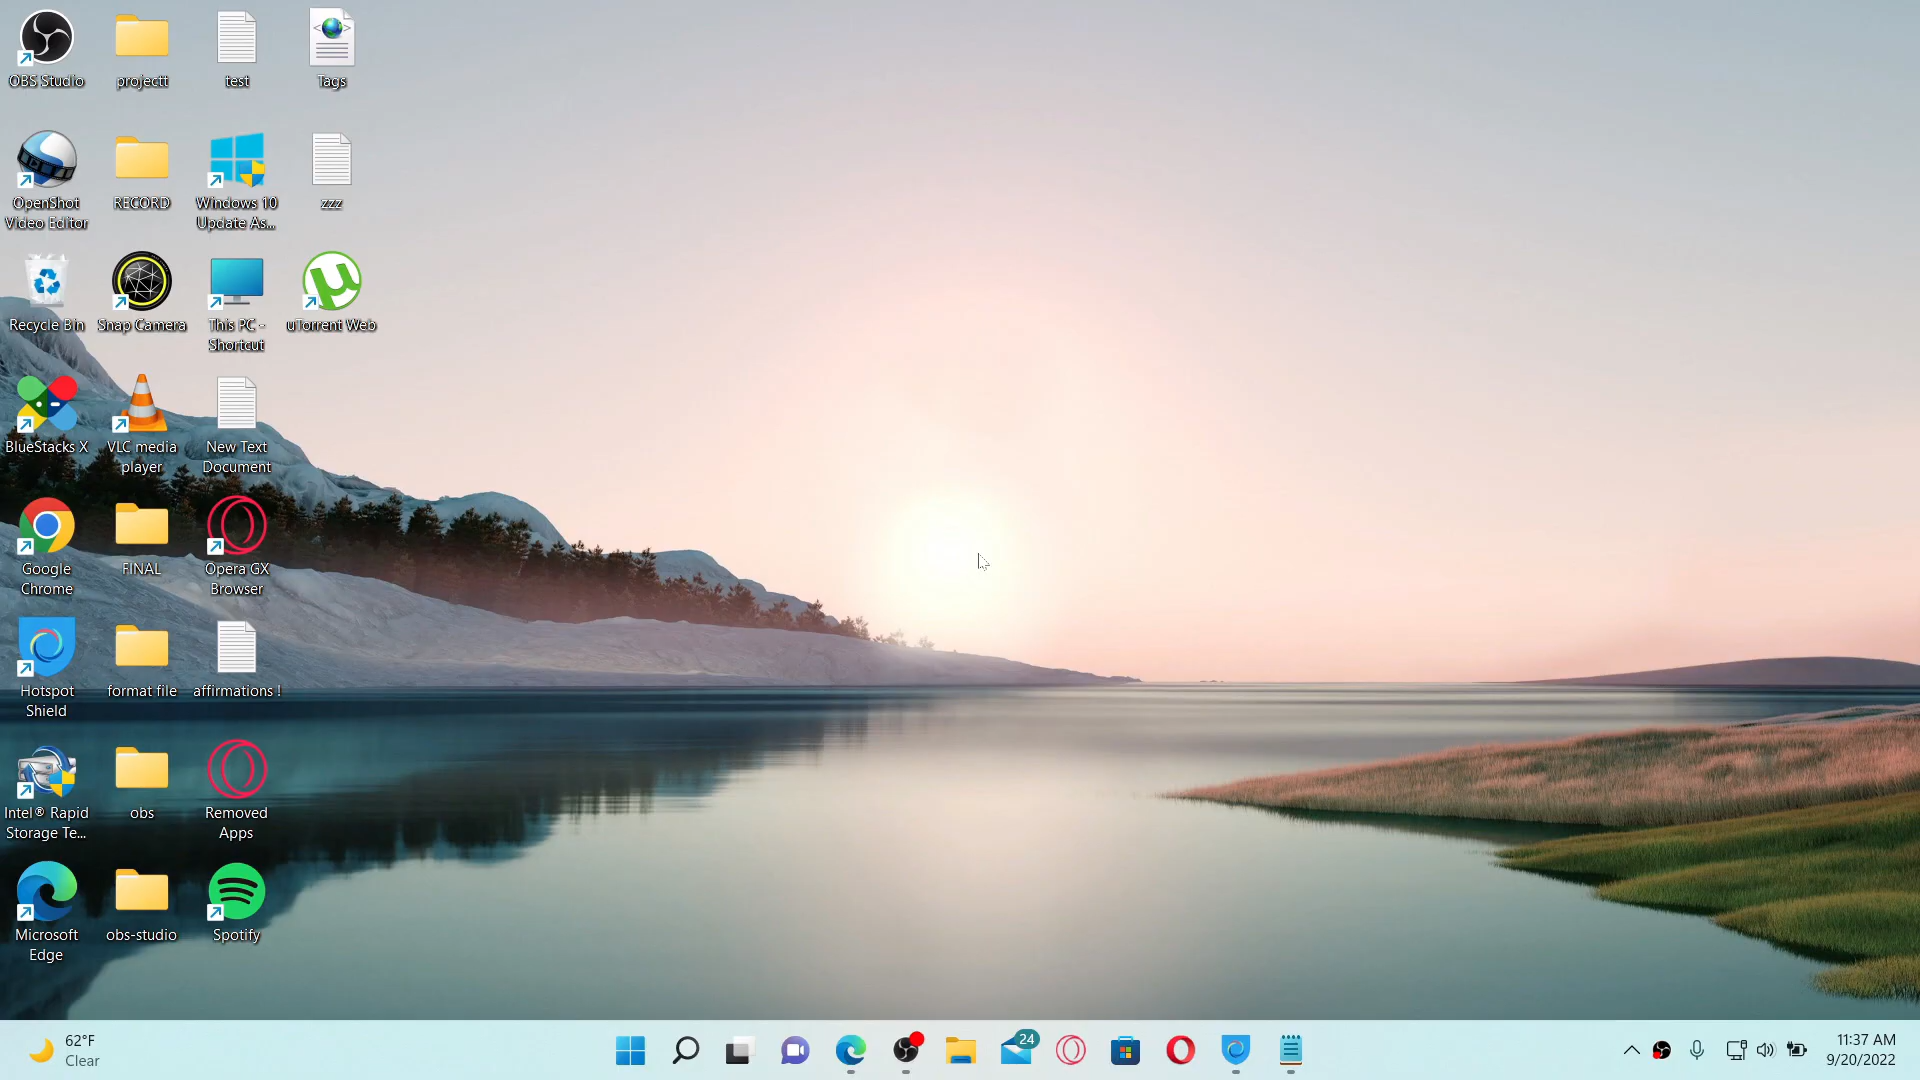 OBS Studio
projectt
test
Tags
OpenShot
Video Editor
RECORD
Windows 10
Update As...
zzz
Recycle Bin
Snap Camera
This PC -
Shortcut
uTorrent Web
BlueStacks X
VLC media
player
New Text
Document
Google
Chrome
FINAL
Opera GX
Browser
Hotspot
Shield
format file
affirmations !
Intel® Rapid
Storage Te...
obs
Removed
Apps
Microsoft
Edge
obs-studio
Spotify
62°F
Clear
24
11:37 AM
9/20/2022